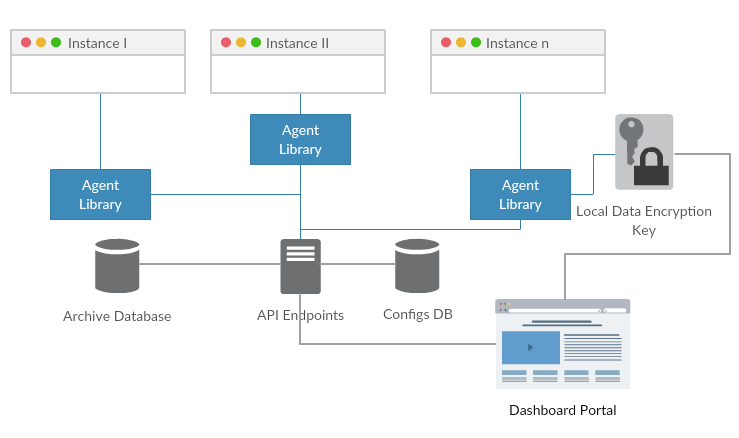 Instance I
Instance II
Instance n
Agent
Library
Agent
Library
Agent
Library
Local Data Encryption
Key
Archive Database
API Endpoints
Configs DB
Dashboard Portal